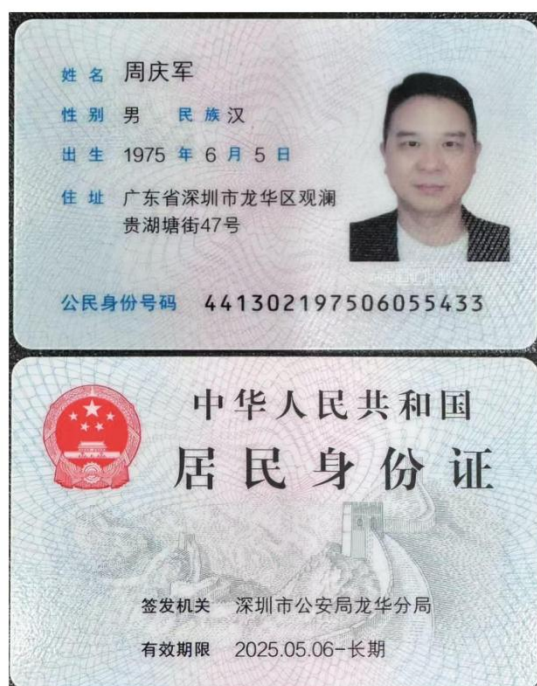 姓名 周庆军
性别 男 民族 汉
出生 1975 年 6 月 5 日
住址 广东省深圳市龙华区观澜
贵湖塘街47号
公民身份号码 441302197506055433
中华人民共和国
居民身份证
签发机关 深圳市公安局龙华分局
有效期限 2025.05.06-长期